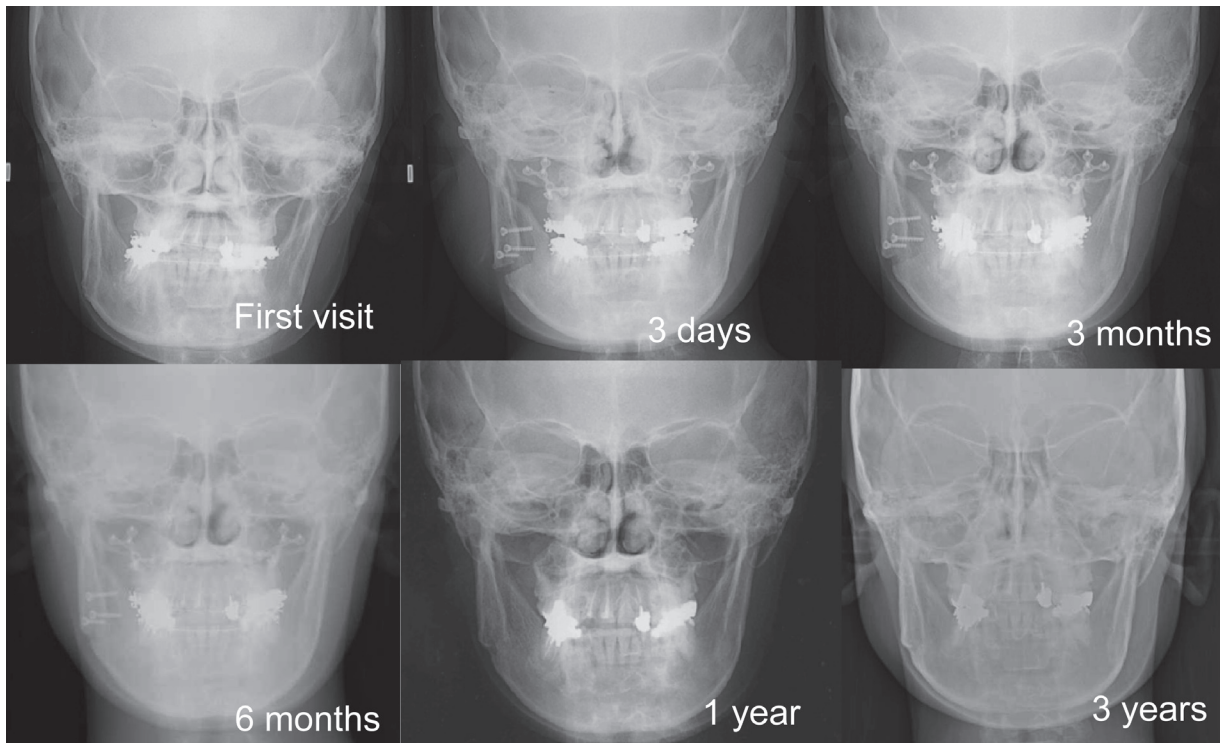 First visit
3 days
3 months
6 months
1 year
3 years